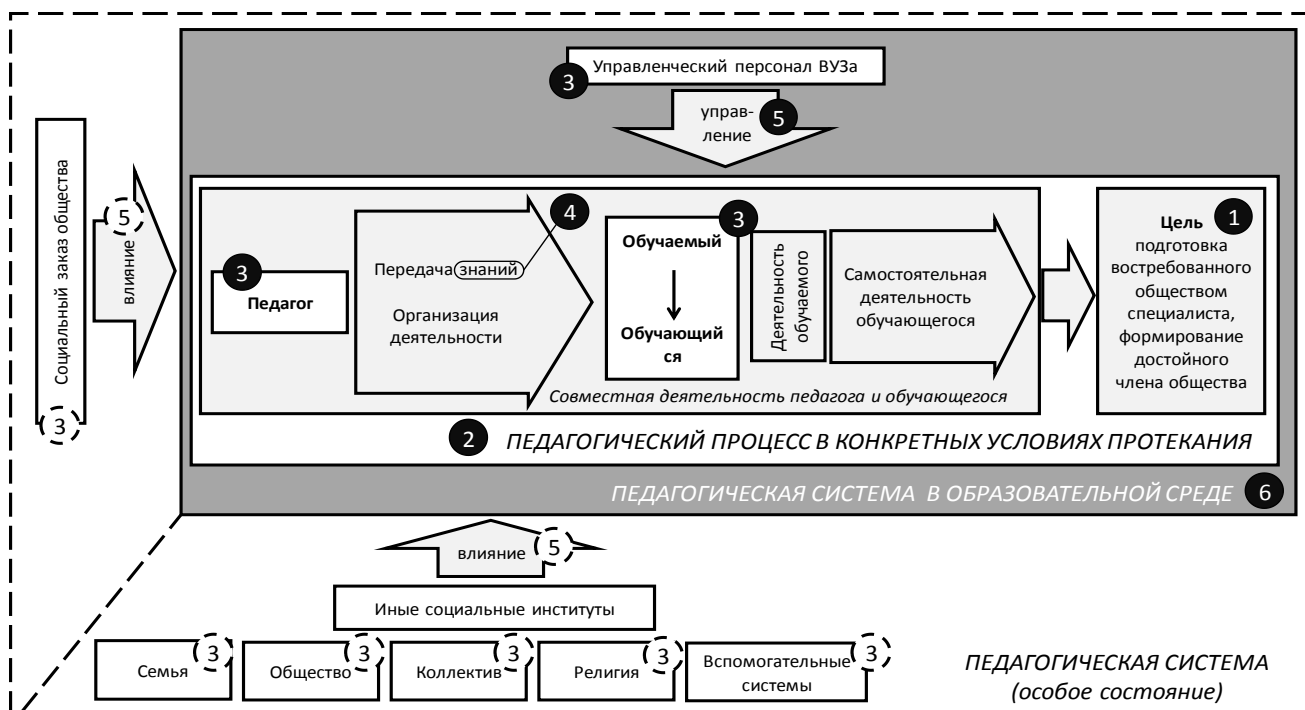 Управленческий персонал ВУЗа
3
управ-
ление
5
Социальный заказ общества
3
влияние
5
3
Педагог
Передача знаний
4
Организация
деятельности
3
Обучаемый
Обучающий
ся
Деятельность
обучаемого
Самостоятельная
деятельность
обучающегося
Совместная деятельность педагога и обучающегося
1
Цель
подготовка
востребованного
обществом
специалиста,
формирование
достойного
члена общества
2 ПЕДАГОГИЧЕСКИЙ ПРОЦЕСС В КОНКРЕТНЫХ УСЛОВИЯХ ПРОТЕКАНИЯ
ПЕДАГОГИЧЕСКАЯ СИСТЕМА В ОБРАЗОВАТЕЛЬНОЙ СРЕДЕ 6
влияние 5
Иные социальные институты
Семья
3
Общество
3
Коллектив
3
Религия
3
Вспомогательные
системы
3
ПЕДАГОГИЧЕСКАЯ СИСТЕМА
(особое состояние)